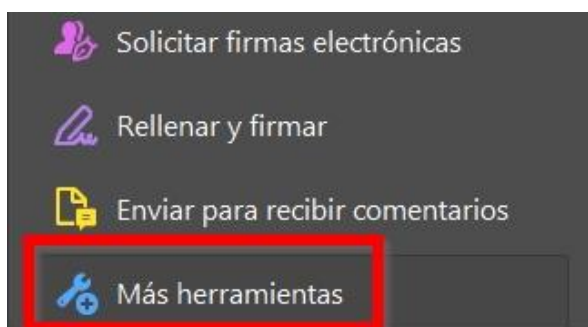 Solicitar firmas electrónicas
Rellenar y firmar
Enviar para recibir comentarios
Más herramientas